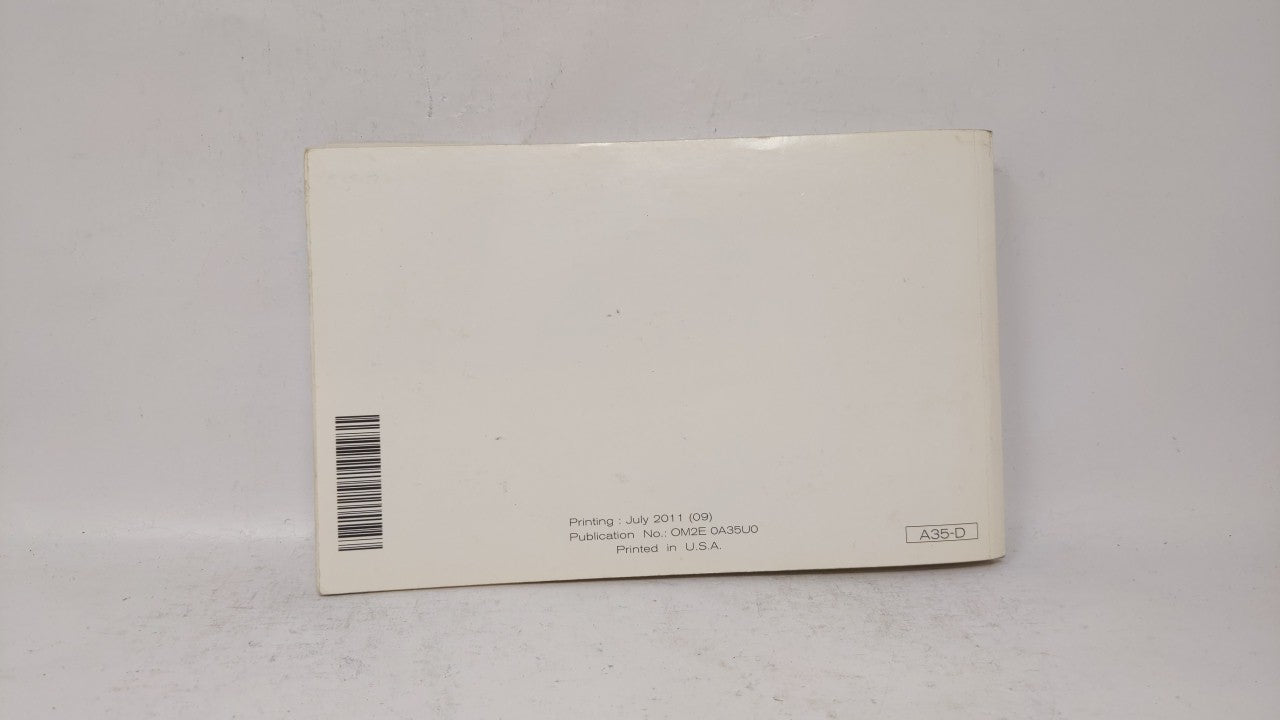 Printing : July 2011 (09)
Publication No.: OM2E 0A35U0
Printed in U.S.A.
A35-D